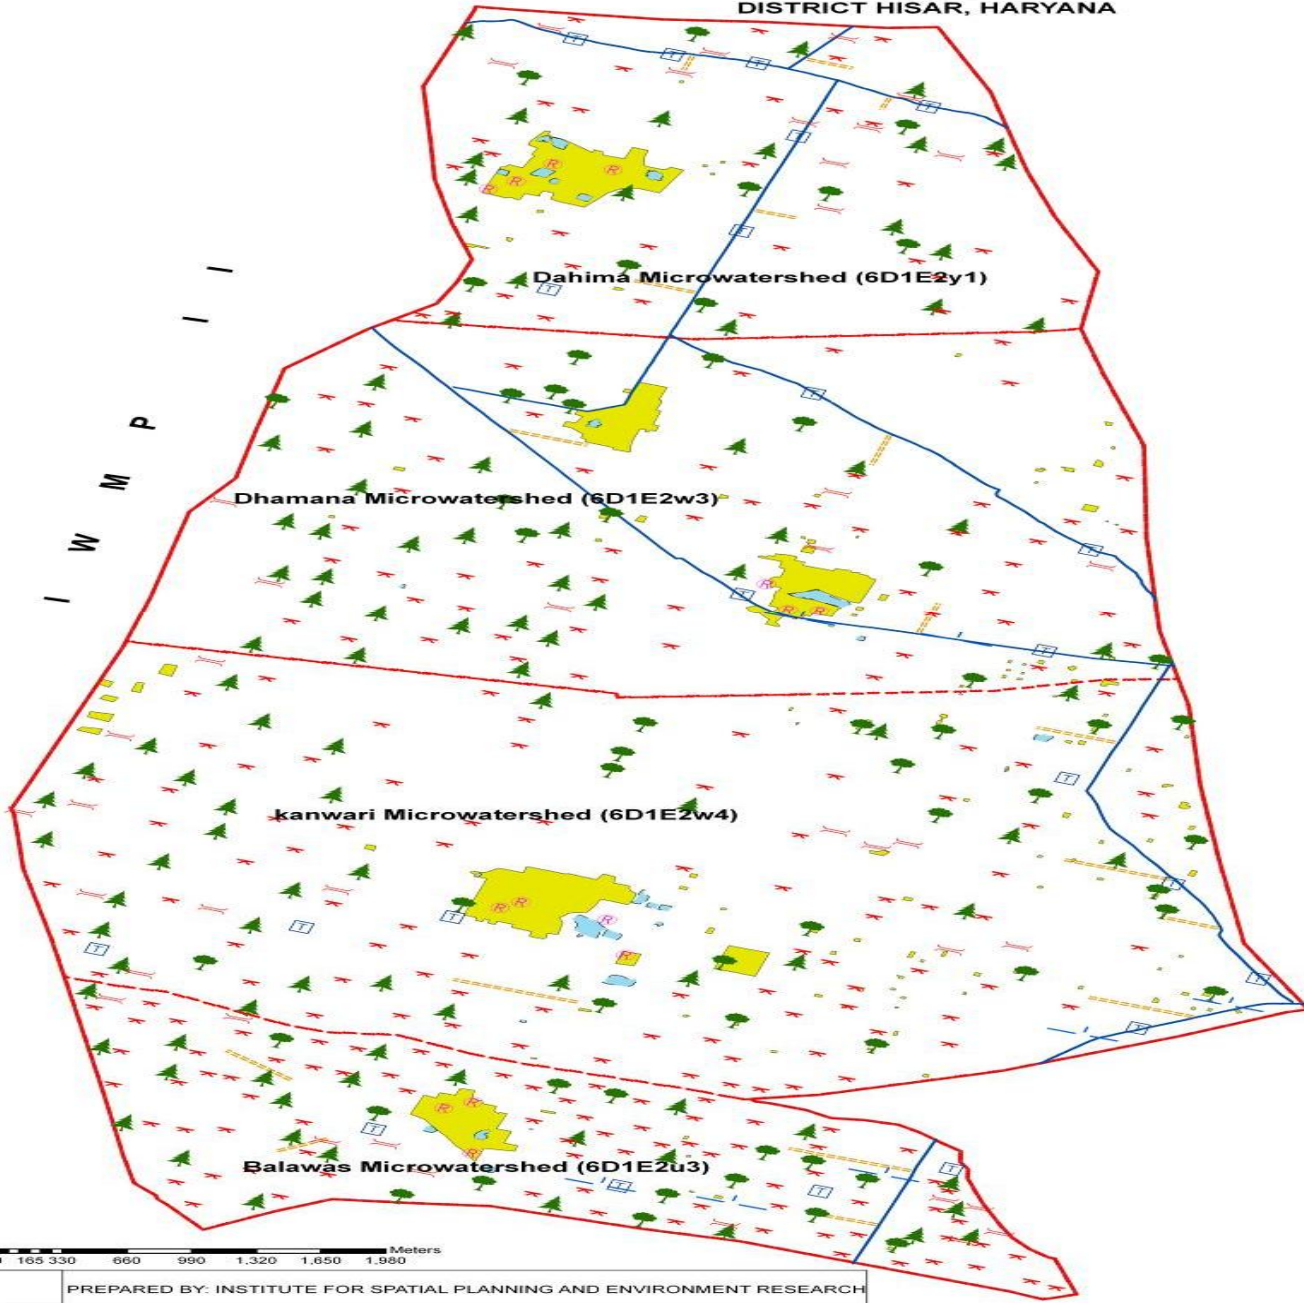 DISTRICT HISAR, HARYANA
Dahima Microwatershed (6D1E2y1)
I W M P I I
Dhamana Microwatershed (6D1E2w3)
kanwari Microwatershed (6D1E2w4)
Balawas Microwatershed (6D1E2u3)
165 330 660 990 1,320 1,650 1,980 Meters
PREPARED BY: INSTITUTE FOR SPATIAL PLANNING AND ENVIRONMENT RESEARCH